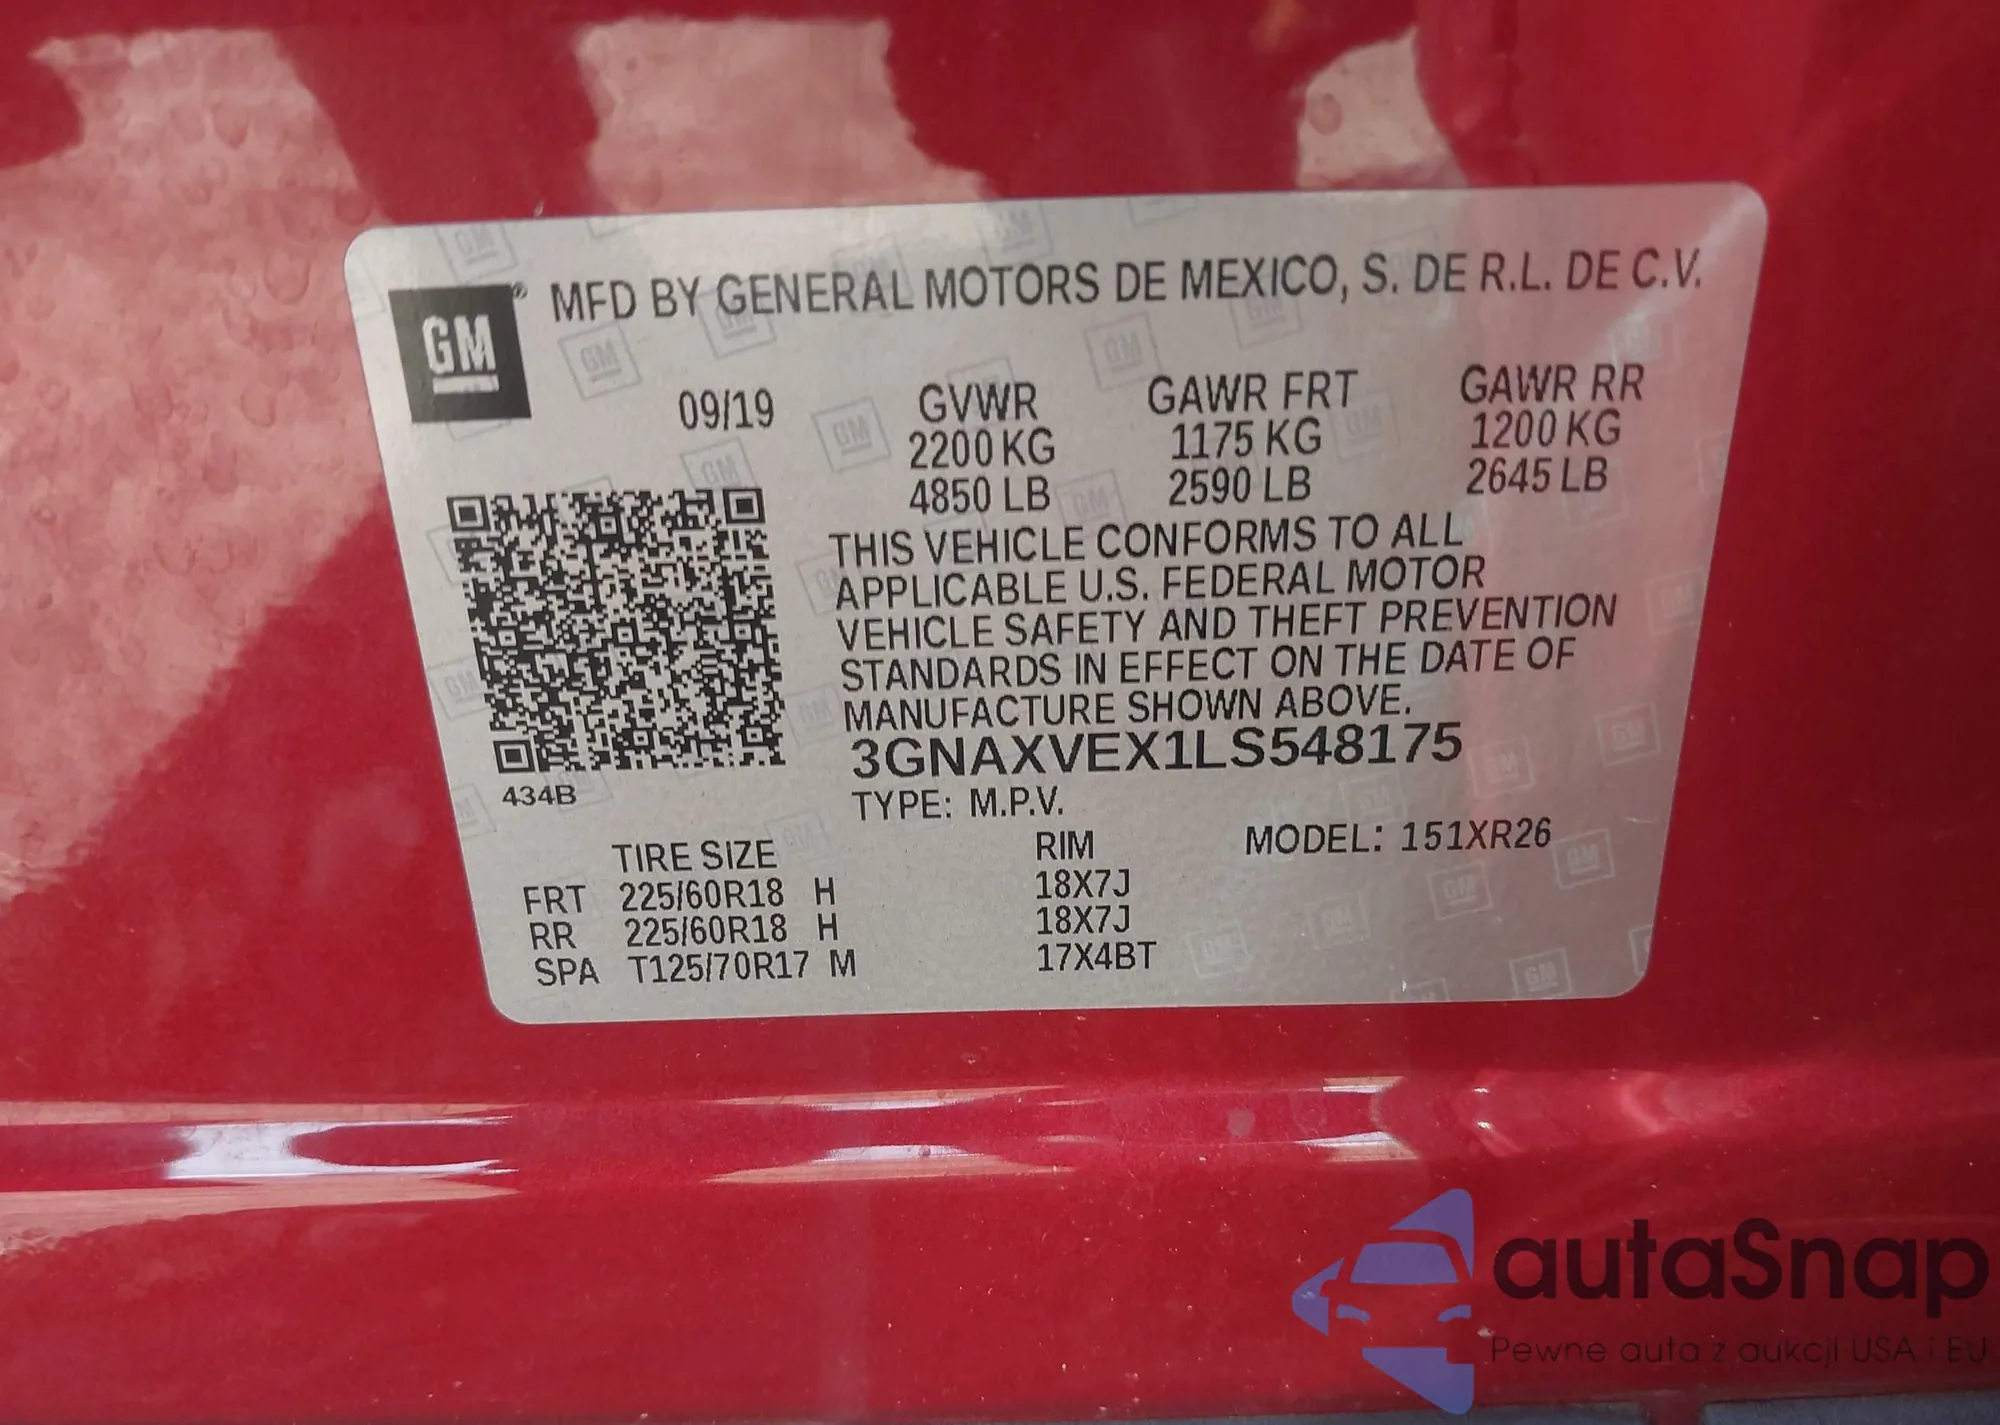 GM® MFD BY GENERAL MOTORS DE MEXICO, S. DE R.L. DE C.V.
09/19 GVWR GAWR FRT GAWR RR
2200 KG 1175 KG 1200 KG
4850 LB 2590 LB 2645 LB
THIS VEHICLE CONFORMS TO ALL
APPLICABLE U.S. FEDERAL MOTOR
VEHICLE SAFETY AND THEFT PREVENTION
STANDARDS IN EFFECT ON THE DATE OF
MANUFACTURE SHOWN ABOVE.
3GNAXVEX1LS548175
434B
TYPE: M.P.V.
TIRE SIZE RIM MODEL: 151XR26
FRT 225/60R18 H 18X7J
RR 225/60R18 H 18X7J
SPA T125/70R17 M 17X4BT
autaSnap
Pewne auta z aukcji USA i EU